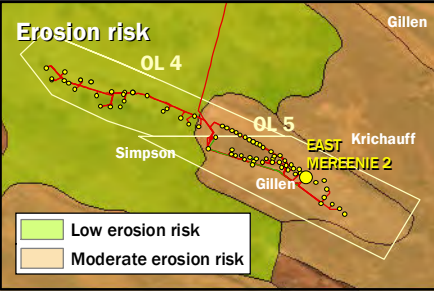 Gillen
Erosion risk
OL 4
OL 5
EAST
MEREENIE 2
Krichauff
Simpson
Gillen
Low erosion risk
Moderate erosion risk